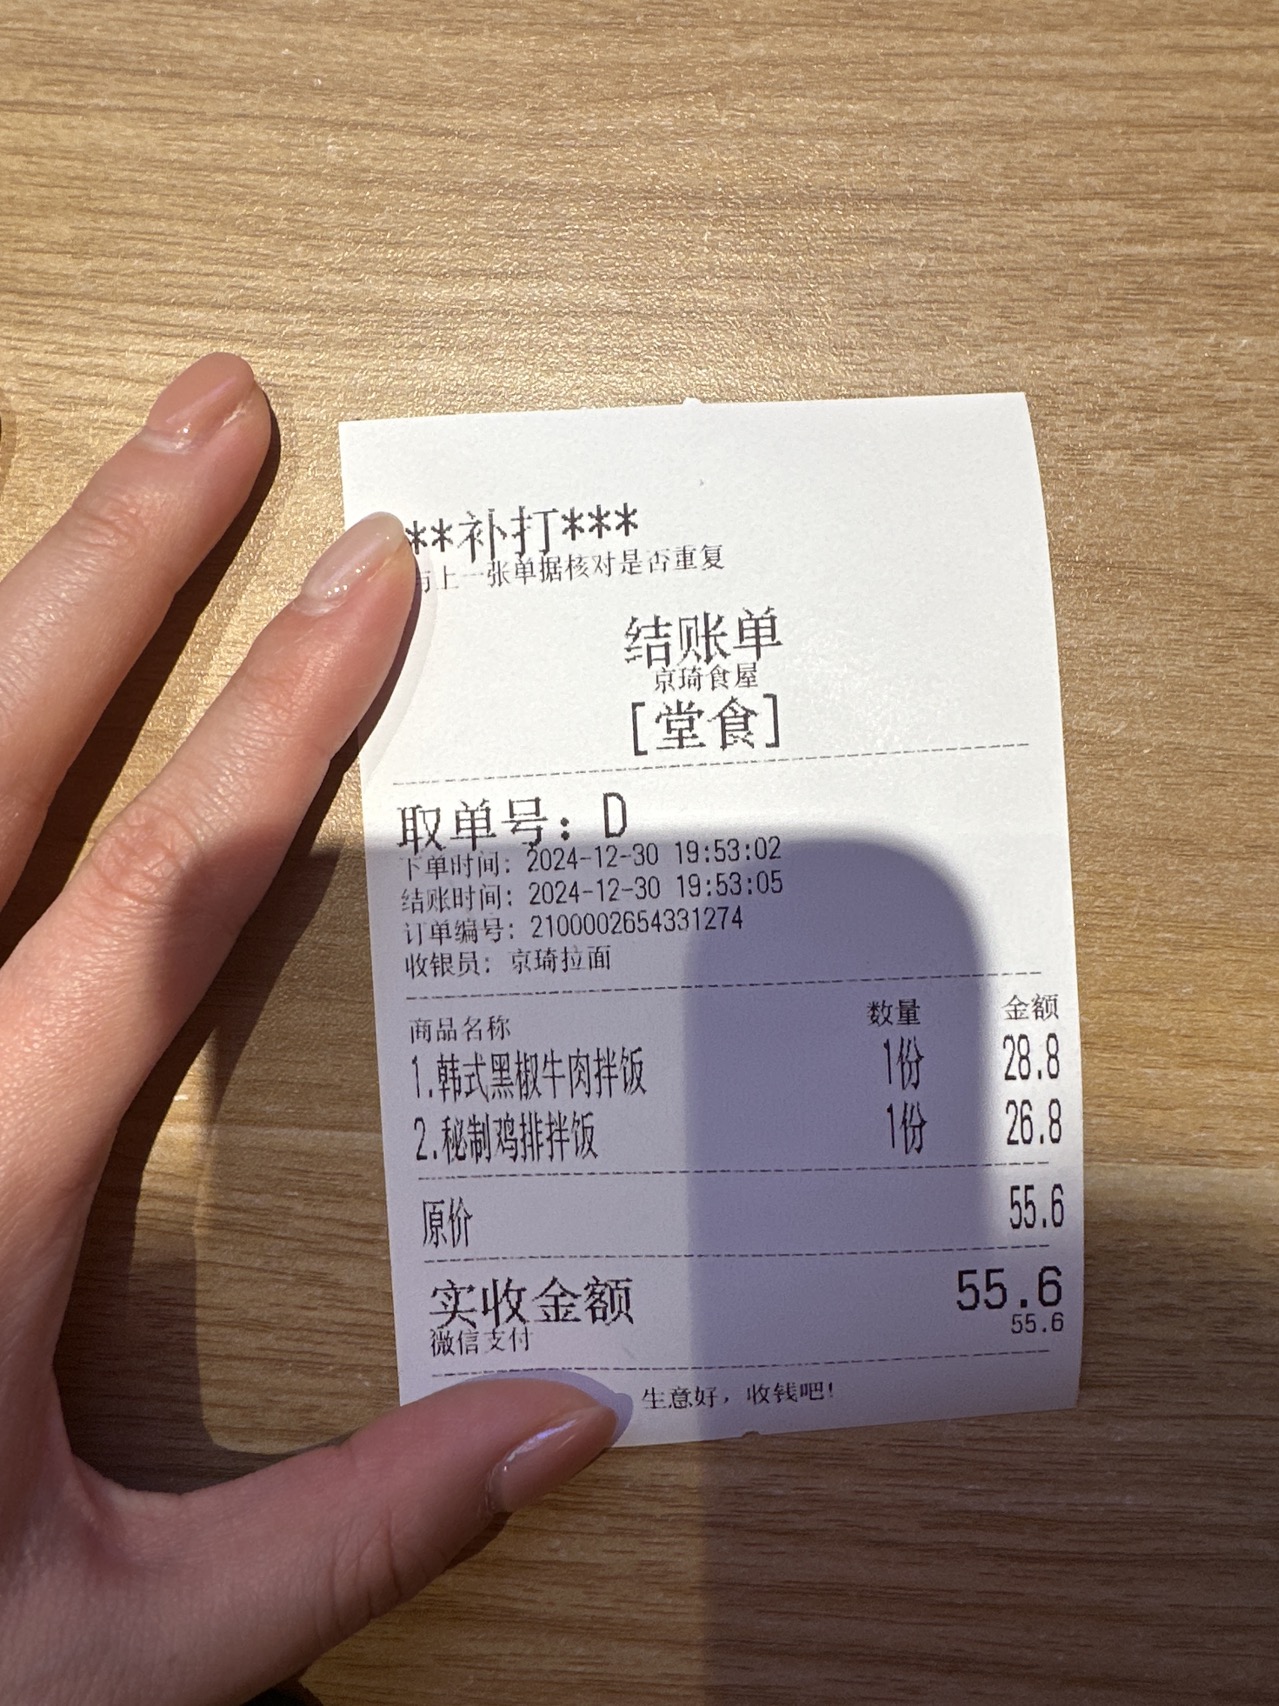 **补打***
与上一张单据核对是否重复
结账单
京琦食屋
[堂食]
取单号: D
下单时间: 2024-12-30 19:53:02
结账时间: 2024-12-30 19:53:05
订单编号: 2100002654331274
收银员: 京琦拉面
商品名称 数量 金额
1.韩式黑椒牛肉拌饭 1份 28.8
2.秘制鸡排拌饭 1份 26.8
原价 55.6
实收金额 55.6
微信支付 55.6
生意好，收钱吧!